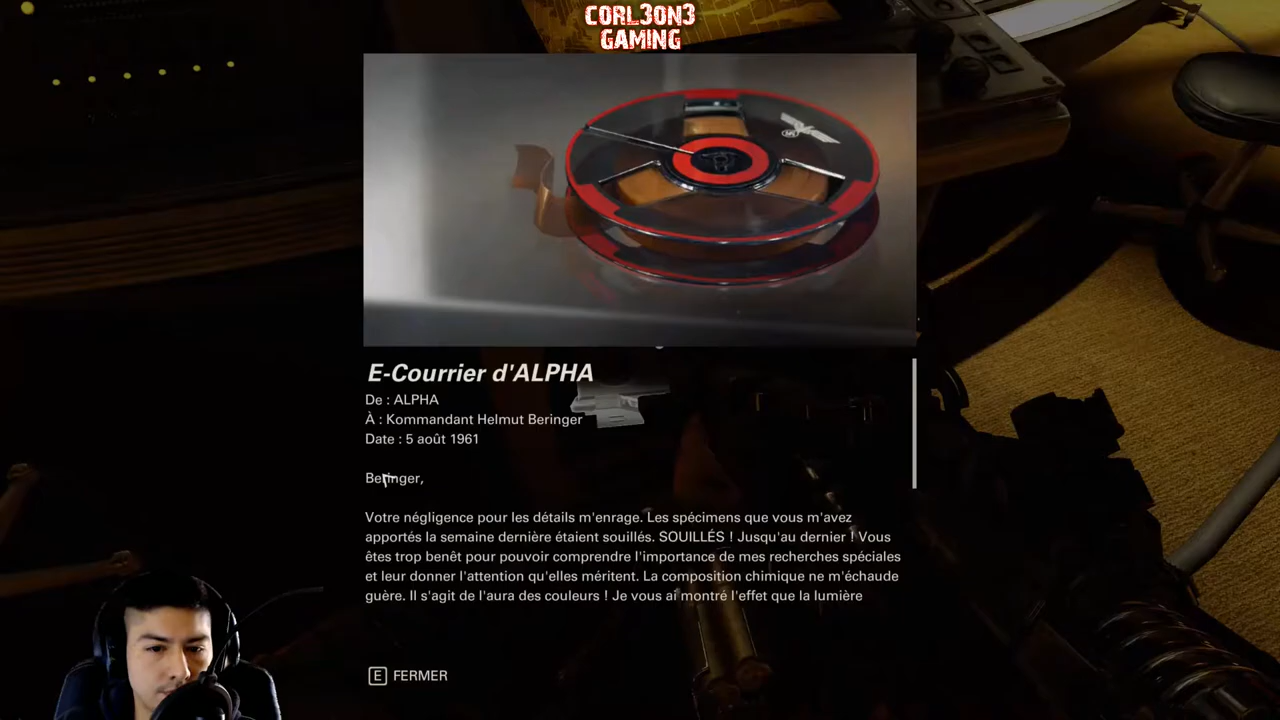 CORL3ON3
GAMING
E-Courrier d'ALPHA
De : ALPHA
À : Kommandant Helmut Beringer
Date : 5 août 1961
Beringer,
Votre négligence pour les détails m'enrage. Les spécimens que vous m'avez
apportés la semaine dernière étaient souillés. SOUILLÉS ! Jusqu'au dernier ! Vous
êtes trop benêt pour pouvoir comprendre l'importance de mes recherches spéciales
et leur donner l'attention qu'elles méritent. La composition chimique ne m'échaude
guère. Il s'agit de l'aura des couleurs ! Je vous ai montré l'effet que la lumière
E FERMER